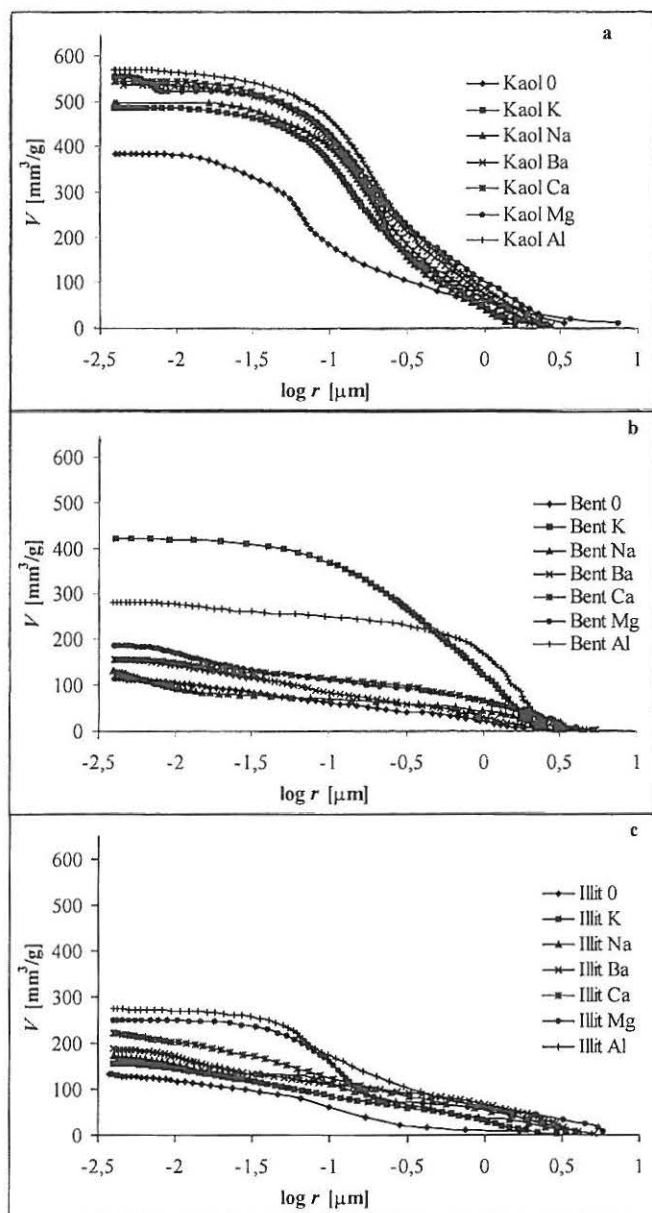 a
600
500
400
300
200
100
0
V [mm³/g]
Kaol 0
Kaol K
Kaol Na
Kaol Ba
Kaol Ca
Kaol Mg
Kaol Al
-2,5 -2 -1,5 -1 -0,5 0 0,5 1
log r [µm]
b
600
500
400
300
200
100
0
V [mm³/g]
Bent 0
Bent K
Bent Na
Bent Ba
Bent Ca
Bent Mg
Bent Al
-2,5 -2 -1,5 -1 -0,5 0 0,5 1
log r [µm]
c
600
500
400
300
200
100
0
V [mm³/g]
Illit 0
Illit K
Illit Na
Illit Ba
Illit Ca
Illit Mg
Illit Al
-2,5 -2 -1,5 -1 -0,5 0 0,5 1
log r [µm]